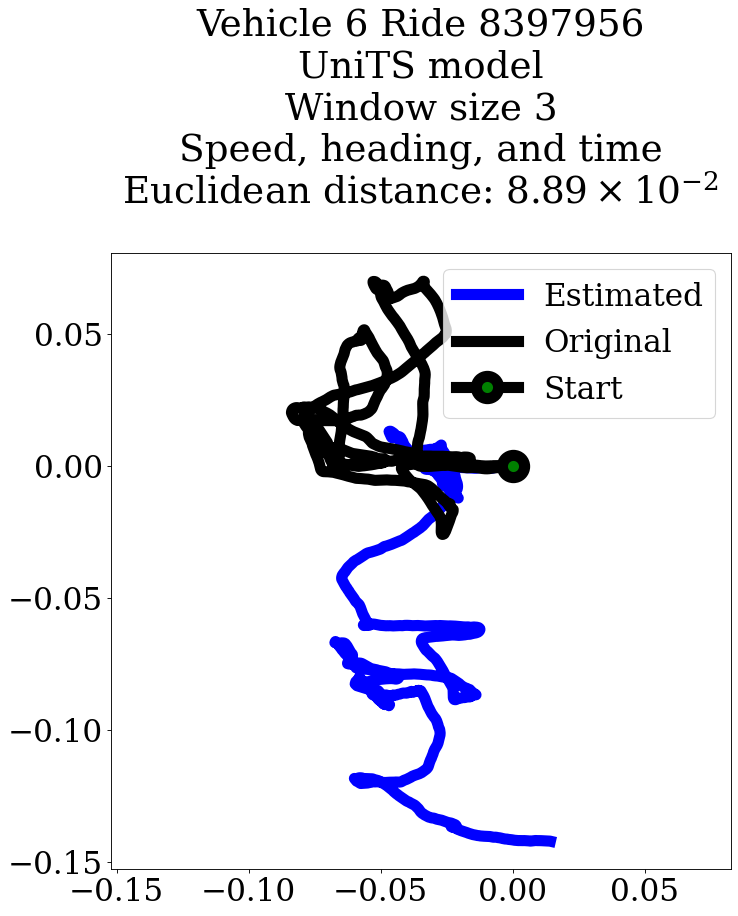 Vehicle 6 Ride 8397956
UniTS model
Window size 3
Speed, heading, and time
Euclidean distance: 8.89 × 10⁻²
Estimated
Original
Start
0.05
0.00
−0.05
−0.10
−0.15
−0.15 −0.10 −0.05 0.00 0.05